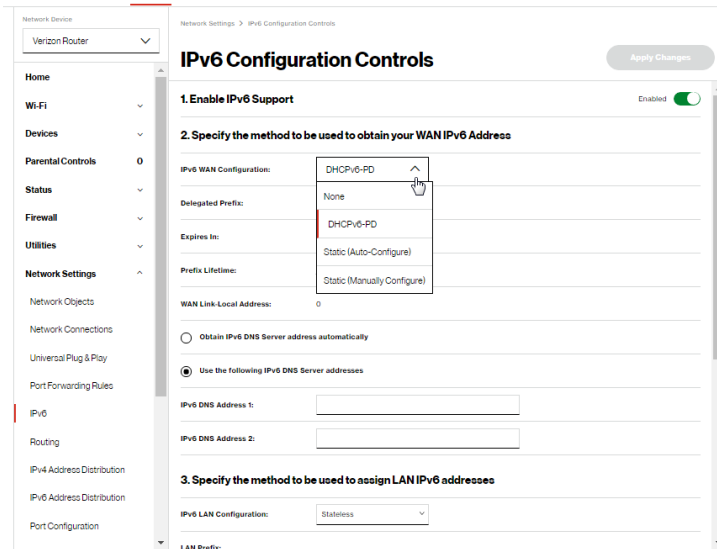 Network Device
Verizon Router
Home
Wi-Fi
Devices
Parental Controls 0
Status
Firewall
Utilities
Network Settings
Network Objects
Network Connections
Universal Plug & Play
Port Forwarding Rules
IPv6
Routing
IPv4 Address Distribution
IPv6 Address Distribution
Port Configuration
Network Settings > IPv6 Configuration Controls
IPv6 Configuration Controls
Apply Changes
1. Enable IPv6 Support
Enabled
2. Specify the method to be used to obtain your WAN IPv6 Address
IPv6 WAN Configuration: DHCPv6-PD
None
DHCPv6-PD
Static (Auto-Configure)
Static (Manually Configure)
Delegated Prefix:
Expires In:
Prefix Lifetime:
WAN Link-Local Address: 0
Obtain IPv6 DNS Server address automatically
Use the following IPv6 DNS Server addresses
IPv6 DNS Address 1:
IPv6 DNS Address 2:
3. Specify the method to be used to assign LAN IPv6 addresses
IPv6 LAN Configuration: Stateless
LAN Prefix: